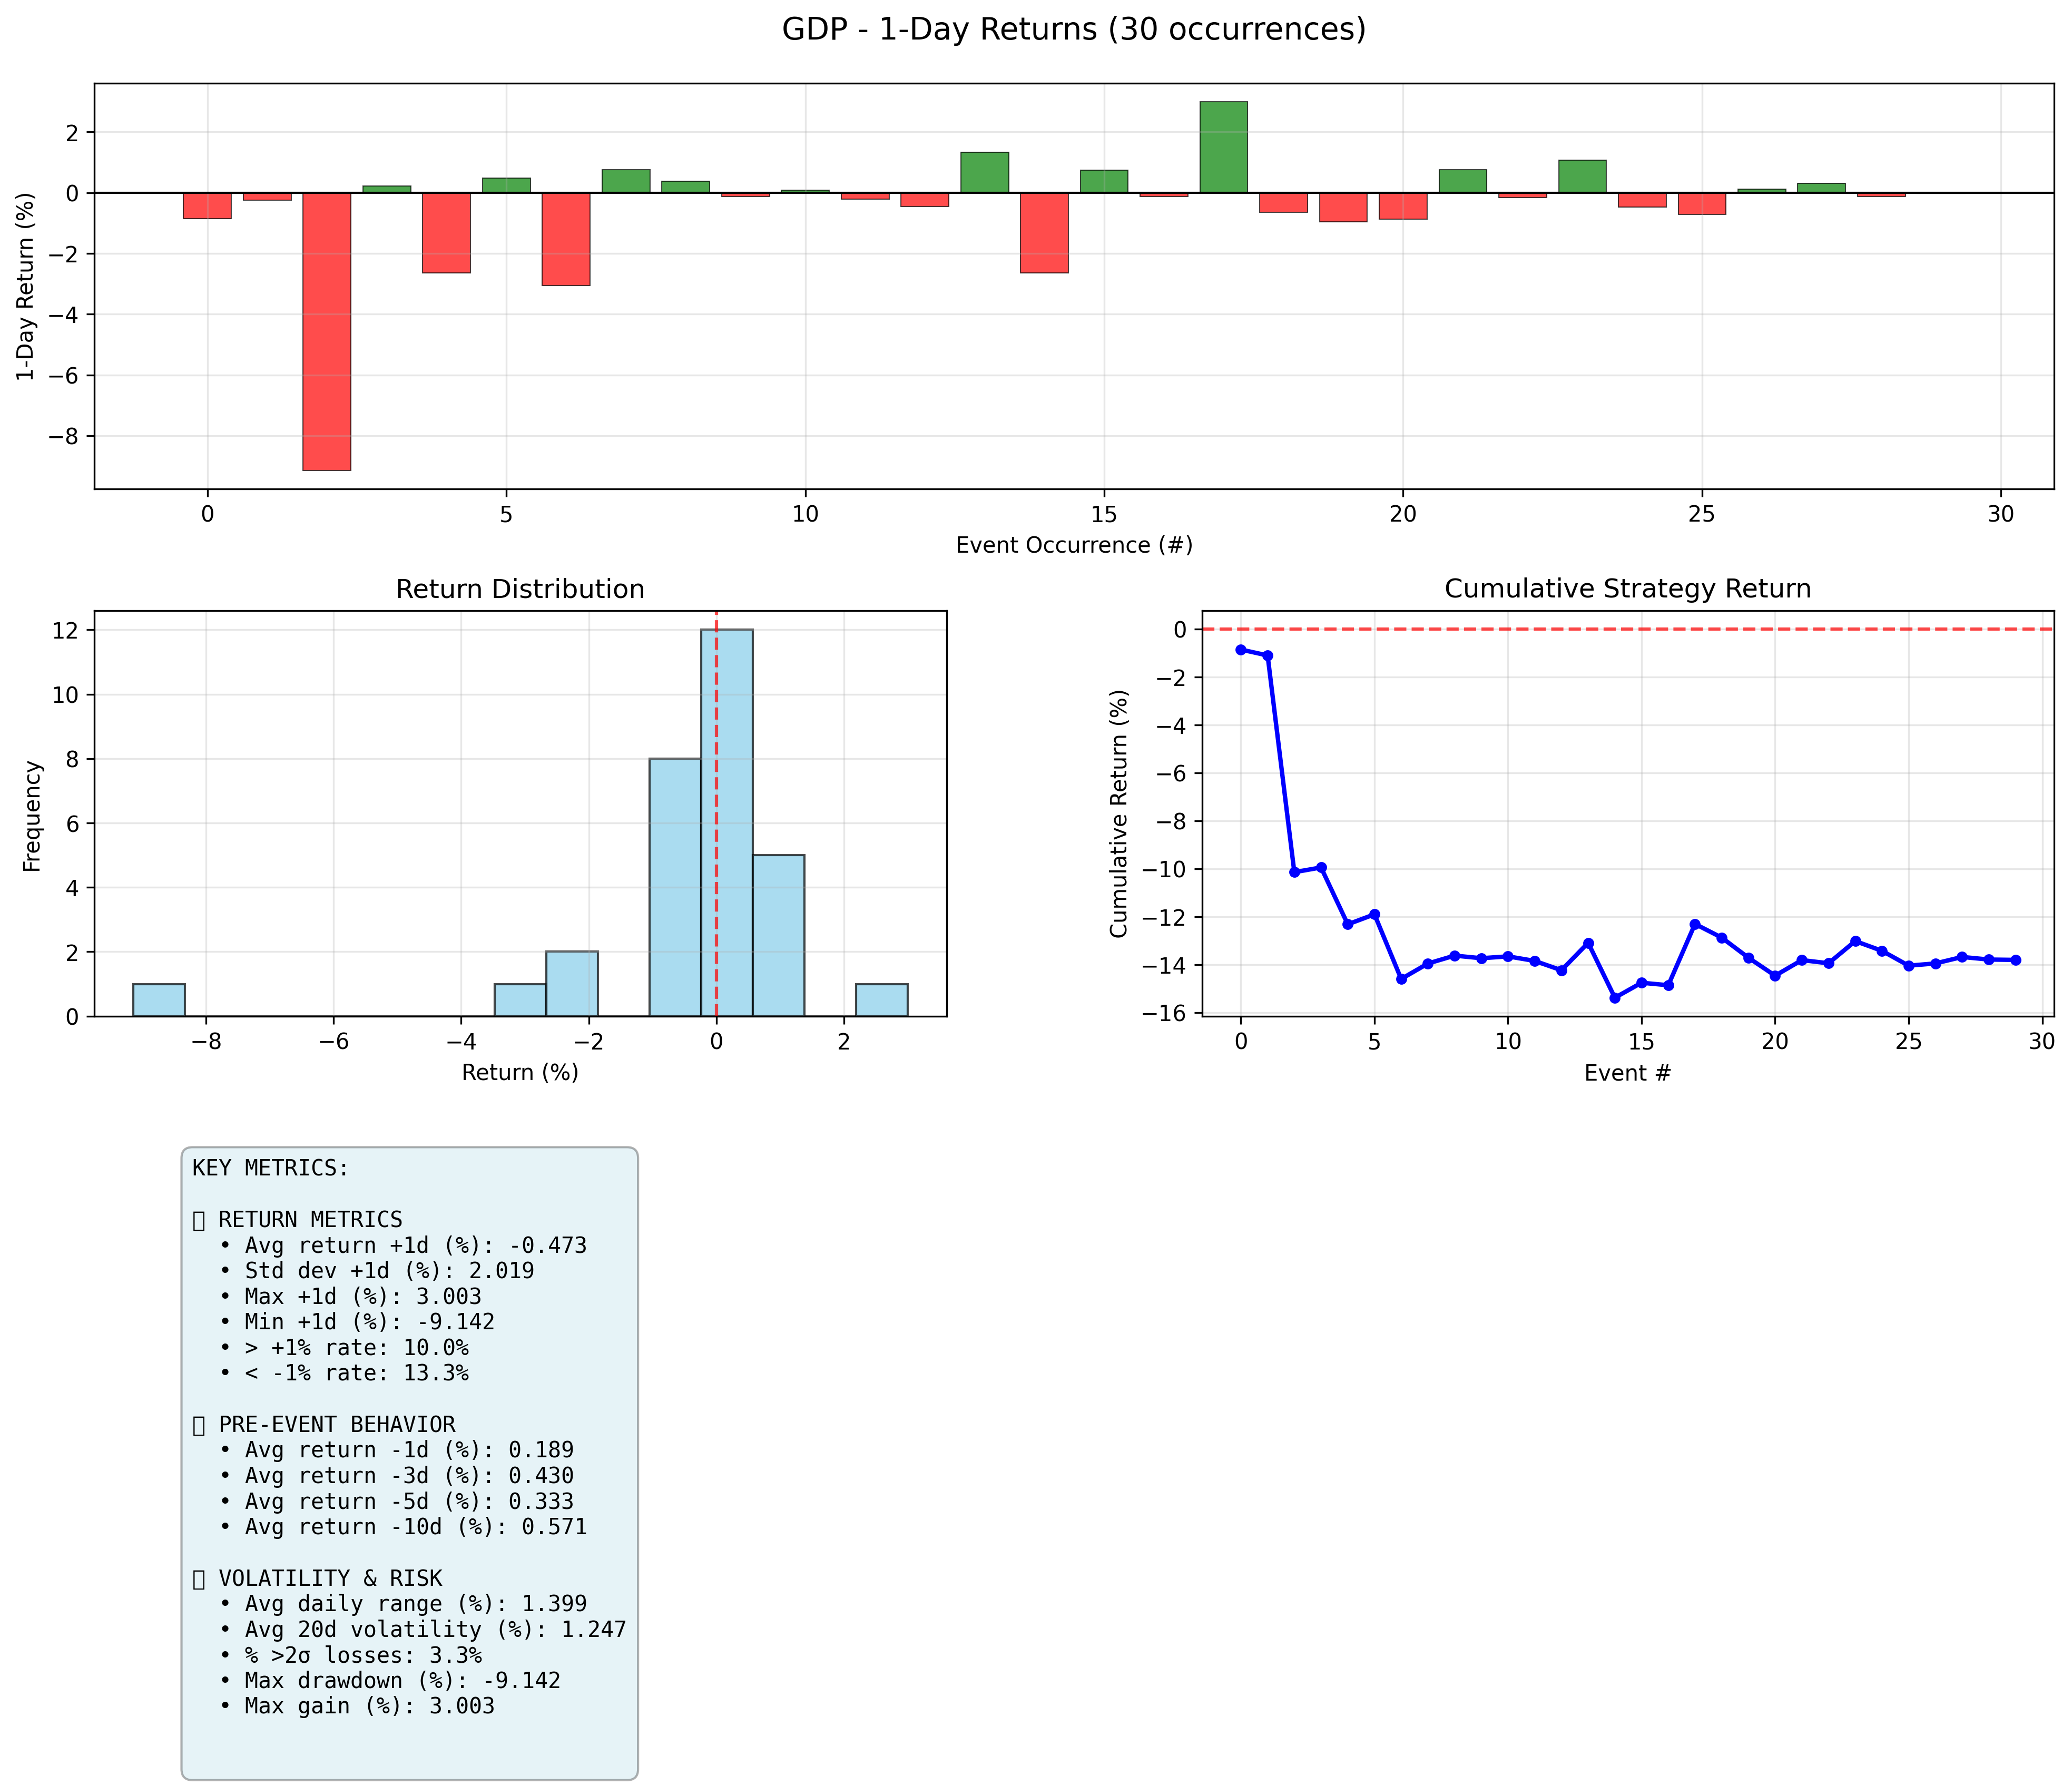 GDP - 1-Day Returns (30 occurrences)
2
0
−2
−4
−6
−8
1-Day Return (%)
0 5 10 15 20 25 30
Event Occurrence (#)
Return Distribution
12
10
8
6
4
2
0
Frequency
−8 −6 −4 −2 0 2
Return (%)
Cumulative Strategy Return
0
−2
−4
−6
−8
−10
−12
−14
−16
Cumulative Return (%)
0 5 10 15 20 25 30
Event #
KEY METRICS:
RETURN METRICS
• Avg return +1d (%): -0.473
• Std dev +1d (%): 2.019
• Max +1d (%): 3.003
• Min +1d (%): -9.142
• > +1% rate: 10.0%
• < -1% rate: 13.3%
PRE-EVENT BEHAVIOR
• Avg return -1d (%): 0.189
• Avg return -3d (%): 0.430
• Avg return -5d (%): 0.333
• Avg return -10d (%): 0.571
VOLATILITY & RISK
• Avg daily range (%): 1.399
• Avg 20d volatility (%): 1.247
• % >2σ losses: 3.3%
• Max drawdown (%): -9.142
• Max gain (%): 3.003